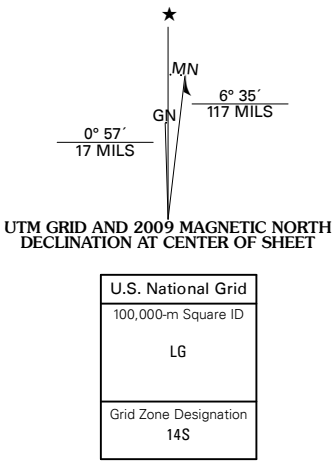 ★
MN
GN
6° 35´
117 MILS
0° 57´
17 MILS
UTM GRID AND 2009 MAGNETIC NORTH
DECLINATION AT CENTER OF SHEET
U.S. National Grid
100,000-m Square ID
LG
Grid Zone Designation
14S